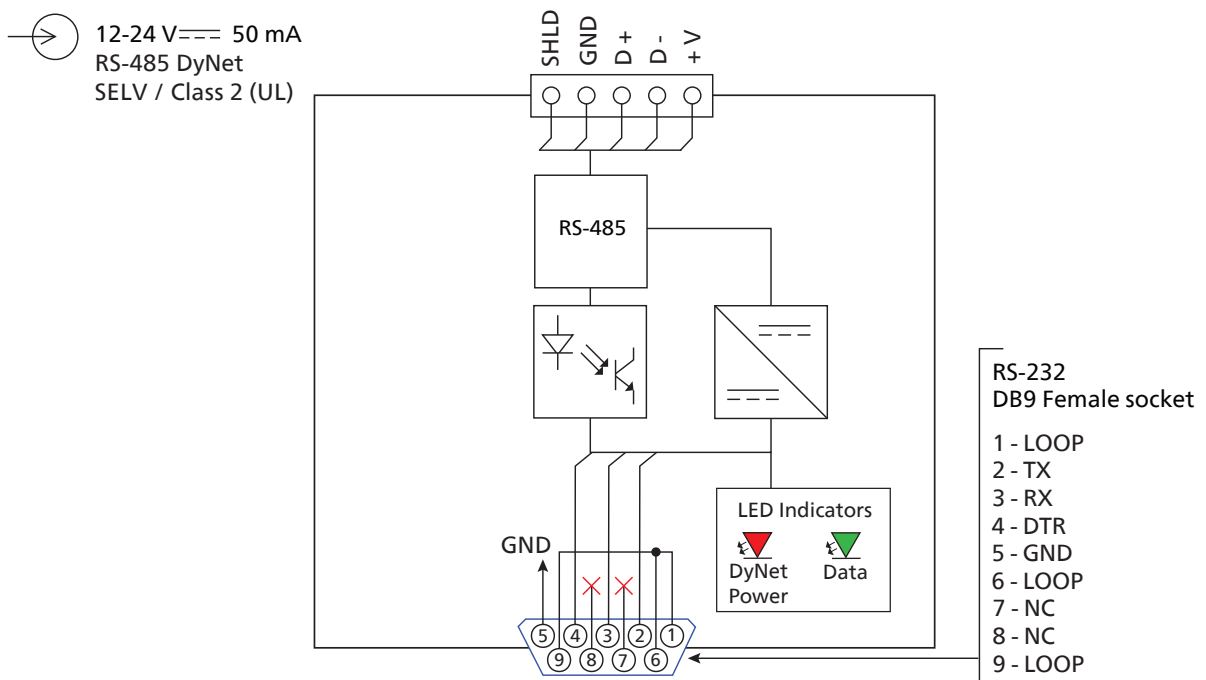 12-24 V 50 mA
RS-485 DyNet
SELV / Class 2 (UL)
SHLD
GND
D +
D -
+ V
RS-485
RS-232
DB9 Female socket
1 - LOOP
2 - TX
3 - RX
4 - DTR
5 - GND
6 - LOOP
7 - NC
8 - NC
9 - LOOP
LED Indicators
DyNet
Power
Data
GND
5 4 3 2 1
9 8 7 6